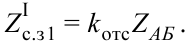 Z^I_{с.з1} = k_{отс} Z_{АБ}.